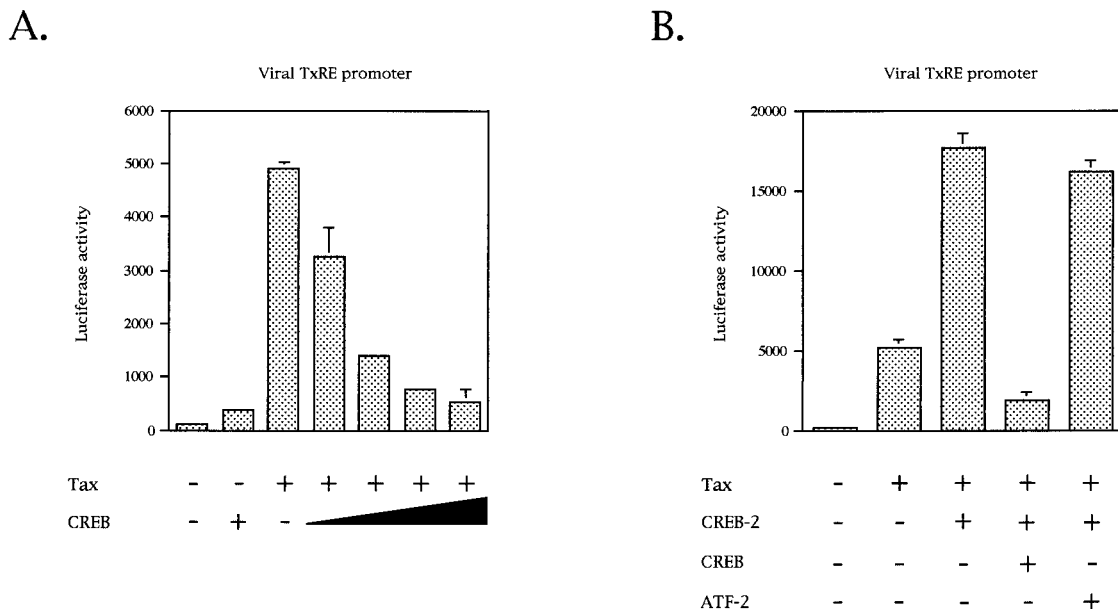 A.
Viral TxRE promoter
Luciferase activity
6000
5000
4000
3000
2000
1000
0
Tax - - + + + + +
CREB - + -
B.
Viral TxRE promoter
Luciferase activity
20000
15000
10000
5000
0
Tax - + + + +
CREB-2 - - + + +
CREB - - - + -
ATF-2 - - - - +